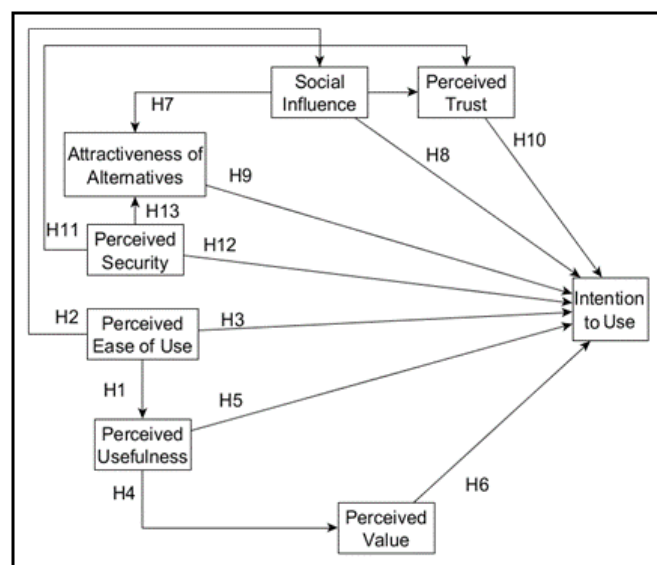 Social
Influence
Perceived
Trust
H7
H10
H8
Attractiveness of
Alternatives
H9
H13
H11
Perceived
Security
H12
H2
Perceived
Ease of Use
H3
Intention
to Use
H1
H5
Perceived
Usefulness
H4
H6
Perceived
Value